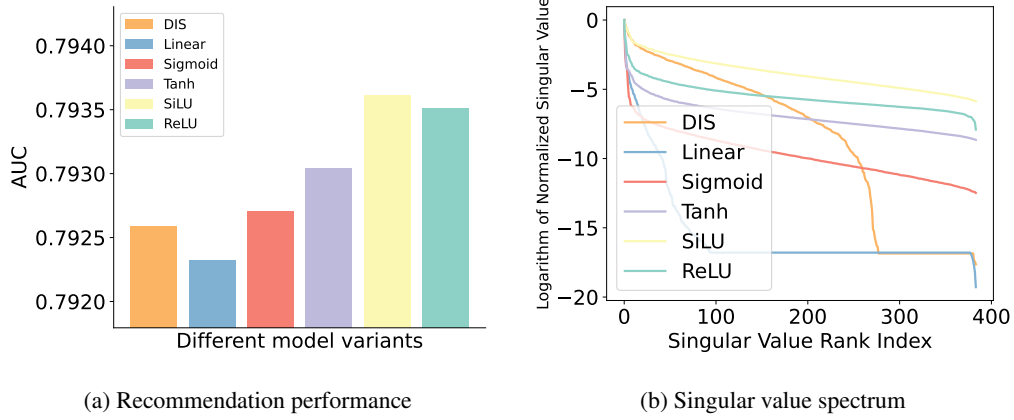 DIS
Linear
Sigmoid
Tanh
SiLU
ReLU
0.7940
0.7935
0.7930
0.7925
0.7920
AUC
Different model variants
(a) Recommendation performance
0
−5
−10
−15
−20
Logarithm of Normalized Singular Value
DIS
Linear
Sigmoid
Tanh
SiLU
ReLU
0 100 200 300 400
Singular Value Rank Index
(b) Singular value spectrum